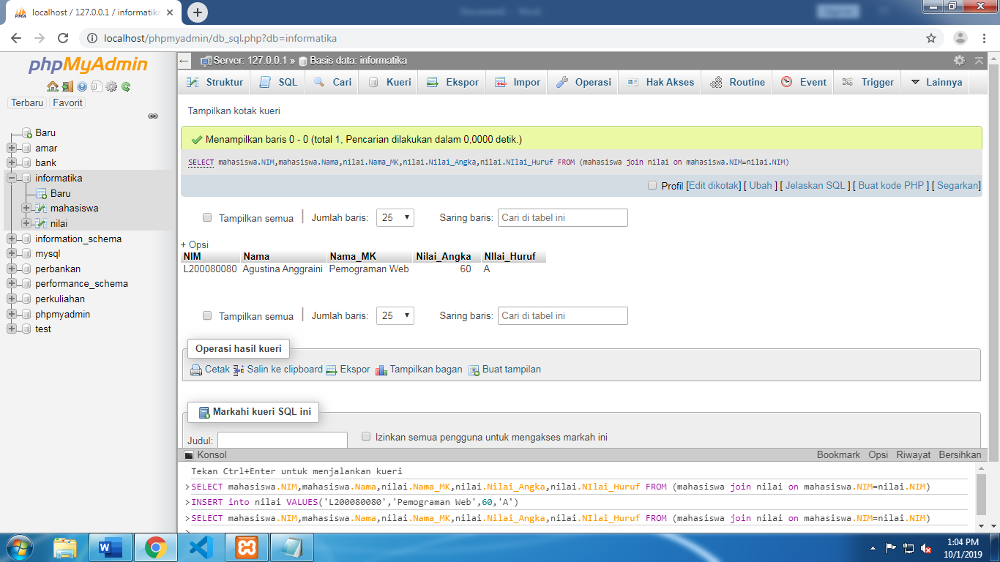 localhost / 127.0.0.1 / informatika
localhost/phpmyadmin/db_sql.php?db=informatika
phpMyAdmin
Terbaru Favorit
Baru
amar
bank
informatika
Baru
mahasiswa
nilai
information_schema
mysql
perbankan
performance_schema
perkuliahan
phpmyadmin
test
Server: 127.0.0.1 » Basis data: informatika
Struktur SQL Cari Kueri Ekspor Impor Operasi Hak Akses Routine Event Trigger Lainnya
Tampilkan kotak kueri
Menampilkan baris 0 - 0 (total 1, Pencarian dilakukan dalam 0,0000 detik.)
SELECT mahasiswa.NIM,mahasiswa.Nama,nilai.Nama_MK,nilai.Nilai_Angka,nilai.NIlai_Huruf FROM (mahasiswa join nilai on mahasiswa.NIM=nilai.NIM)
Profil [Edit dikotak] [ Ubah ] [ Jelaskan SQL ] [ Buat kode PHP ] [ Segarkan]
Tampilkan semua | Jumlah baris: 25 Saring baris: Cari di tabel ini
+ Opsi
NIM Nama Nama_MK Nilai_Angka NIlai_Huruf
L200080080 Agustina Anggraini Pemograman Web 60 A
Tampilkan semua | Jumlah baris: 25 Saring baris: Cari di tabel ini
Operasi hasil kueri
Cetak Salin ke clipboard Ekspor Tampilkan bagan Buat tampilan
Markahi kueri SQL ini
Judul: Izinkan semua pengguna untuk mengakses markah ini
Konsol Bookmark Opsi Riwayat Bersihkan
Tekan Ctrl+Enter untuk menjalankan kueri
>SELECT mahasiswa.NIM,mahasiswa.Nama,nilai.Nama_MK,nilai.Nilai_Angka,nilai.NIlai_Huruf FROM (mahasiswa join nilai on mahasiswa.NIM=nilai.NIM)
>INSERT into nilai VALUES('L200080080','Pemograman Web',60,'A')
>SELECT mahasiswa.NIM,mahasiswa.Nama,nilai.Nama_MK,nilai.Nilai_Angka,nilai.NIlai_Huruf FROM (mahasiswa join nilai on mahasiswa.NIM=nilai.NIM)
1:04 PM
10/1/2019